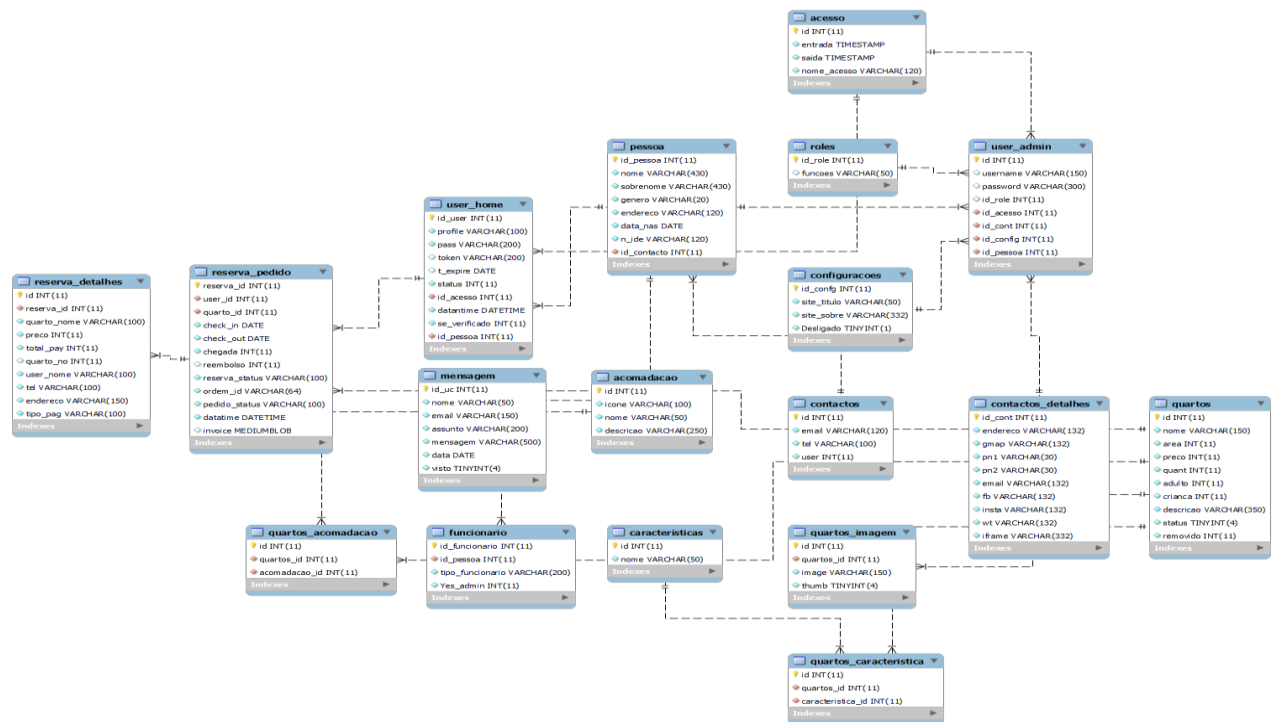 acesso
id INT(11)
entrada TIMESTAMP
saida TIMESTAMP
nome_acesso VARCHAR(120)
Indexes
pessoa
id_pessoa INT(11)
nome VARCHAR(430)
sobrenome VARCHAR(430)
genero VARCHAR(20)
endereco VARCHAR(120)
data_nas DATE
n_ide VARCHAR(120)
id_contacto INT(11)
Indexes
roles
id_role INT(11)
funcoes VARCHAR(50)
Indexes
user_admin
id INT(11)
username VARCHAR(150)
password VARCHAR(300)
id_role INT(11)
id_acesso INT(11)
id_cont INT(11)
id_config INT(11)
id_pessoa INT(11)
Indexes
user_home
id_user INT(11)
profile VARCHAR(100)
pass VARCHAR(200)
token VARCHAR(200)
t_expire DATE
status INT(11)
id_acesso INT(11)
datantime DATETIME
se_verificado INT(11)
id_pessoa INT(11)
Indexes
reserva_detalhes
id INT(11)
reserva_id INT(11)
quarto_nome VARCHAR(100)
preco INT(11)
total_pay INT(11)
quarto_no INT(11)
user_nome VARCHAR(100)
tel VARCHAR(100)
endereco VARCHAR(150)
tipo_pag VARCHAR(100)
Indexes
reserva_pedido
reserva_id INT(11)
user_id INT(11)
quarto_id INT(11)
check_in DATE
check_out DATE
chegada INT(11)
reembolso INT(11)
reserva_status VARCHAR(100)
ordem_id VARCHAR(64)
pedido_status VARCHAR(100)
datatime DATETIME
invoice MEDIUMBLOB
Indexes
configuracoes
id_confg INT(11)
site_titulo VARCHAR(50)
site_sobre VARCHAR(332)
Desligado TINYINT(1)
Indexes
mensagem
id_uc INT(11)
nome VARCHAR(50)
email VARCHAR(150)
assunto VARCHAR(200)
mensagem VARCHAR(500)
data DATE
visto TINYINT(4)
Indexes
acomadacao
id INT(11)
icone VARCHAR(100)
nome VARCHAR(50)
descricao VARCHAR(250)
Indexes
contactos
id INT(11)
email VARCHAR(120)
tel VARCHAR(100)
user INT(11)
Indexes
contactos_detalhes
id_cont INT(11)
endereco VARCHAR(132)
gmap VARCHAR(132)
pn1 VARCHAR(30)
pn2 VARCHAR(30)
email VARCHAR(132)
fb VARCHAR(132)
insta VARCHAR(132)
wt VARCHAR(132)
iframe VARCHAR(332)
Indexes
quartos
id INT(11)
nome VARCHAR(150)
area INT(11)
preco INT(11)
quant INT(11)
adulto INT(11)
crianca INT(11)
descricao VARCHAR(350)
status TINYINT(4)
removido INT(11)
Indexes
quartos_acomadacao
id INT(11)
quartos_id INT(11)
acomadacao_id INT(11)
Indexes
funcionario
id_funcionario INT(11)
id_pessoa INT(11)
tipo_funcionario VARCHAR(200)
Yes_admin INT(11)
Indexes
caracteristicas
id INT(11)
nome VARCHAR(50)
Indexes
quartos_imagem
id INT(11)
quartos_id INT(11)
image VARCHAR(150)
thumb TINYINT(4)
Indexes
quartos_caracteristica
id INT(11)
quartos_id INT(11)
caracteristica_id INT(11)
Indexes